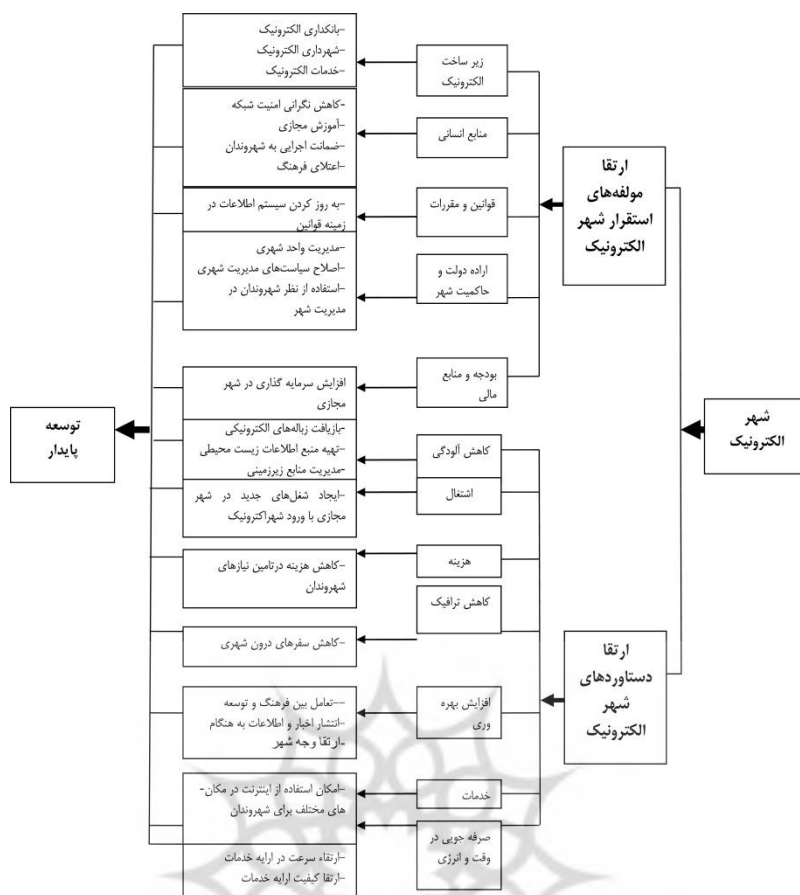 شهر
الکترونیک
ارتقا
مولفه‌های
استقرار شهر
الکترونیک
زیر ساخت
الکترونیک
-بانکداری الکترونیک
-شهرداری الکترونیک
-خدمات الکترونیک
منابع انسانی
-کاهش نگرانی امنیت شبکه
-آموزش مجازی
-ضمانت اجرایی به شهروندان
-اعتلای فرهنگ
قوانین و مقررات
-به روز کردن سیستم اطلاعات در
زمینه قوانین
اراده دولت و
حاکمیت شهر
-مدیریت واحد شهری
-اصلاح سیاست‌های مدیریت شهری
-استفاده از نظر شهروندان در
مدیریت شهر
بودجه و منابع
مالی
افزایش سرمایه گذاری در شهر
مجازی
ارتقا
دستاوردهای
شهر
الکترونیک
کاهش آلودگی
-بازیافت زباله‌های الکترونیکی
-تهیه منبع اطلاعات زیست محیطی
-مدیریت منابع زیرزمینی
اشتغال
-ایجاد شغل‌های جدید در شهر
مجازی با ورود شهراکترونیک
هزینه
-کاهش هزینه درتامین نیازهای
شهروندان
کاهش ترافیک
-کاهش سفرهای درون شهری
افزایش بهره
وری
--تعامل بین فرهنگ و توسعه
-انتشار اخبار و اطلاعات به هنگام
-ارتقا وجه شهر
خدمات
-امکان استفاده از اینترنت در مکان-
های مختلف برای شهروندان
صرفه جویی در
وقت و انرژی
-ارتقاء سرعت در ارایه خدمات
-ارتقا کیفیت ارایه خدمات
توسعه
پایدار